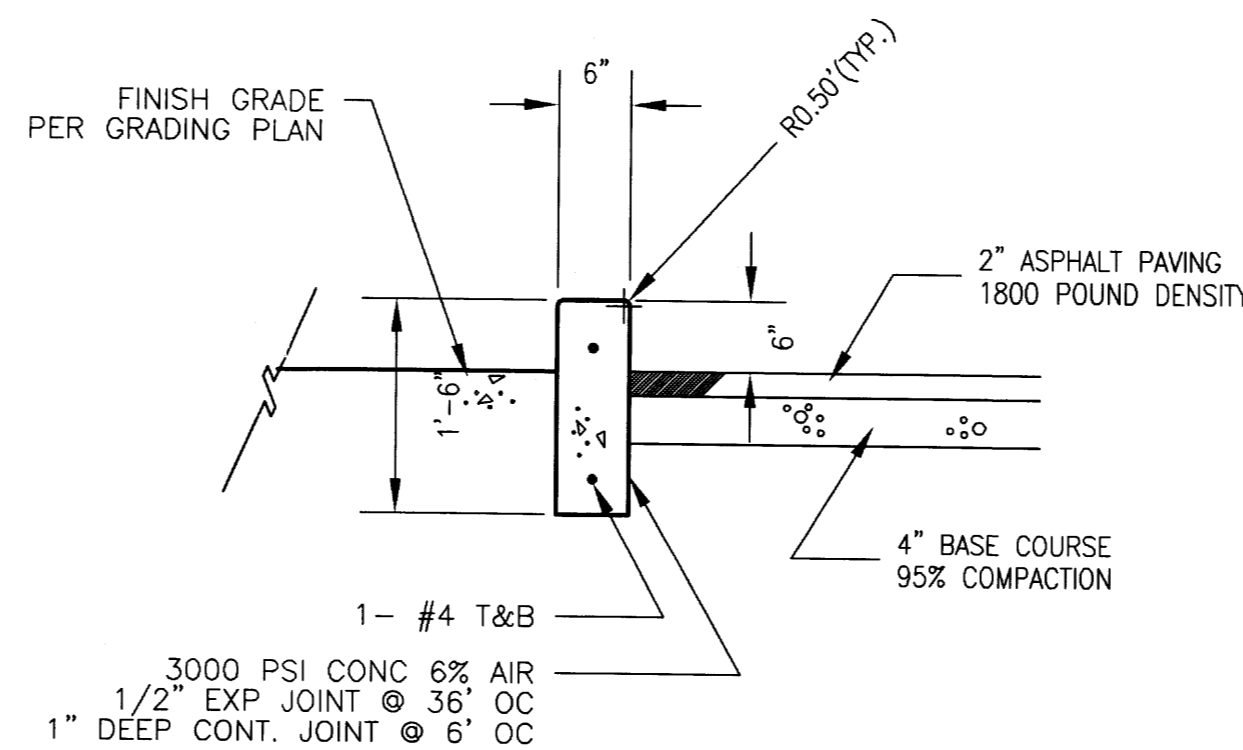 6"
R0.50'(TYP.)
FINISH GRADE
PER GRADING PLAN
2" ASPHALT PAVING
1800 POUND DENSITY
6"
1'-6"
4" BASE COURSE
95% COMPACTION
1- #4 T&B
3000 PSI CONC 6% AIR
1/2" EXP JOINT @ 36' OC
1" DEEP CONT. JOINT @ 6' OC